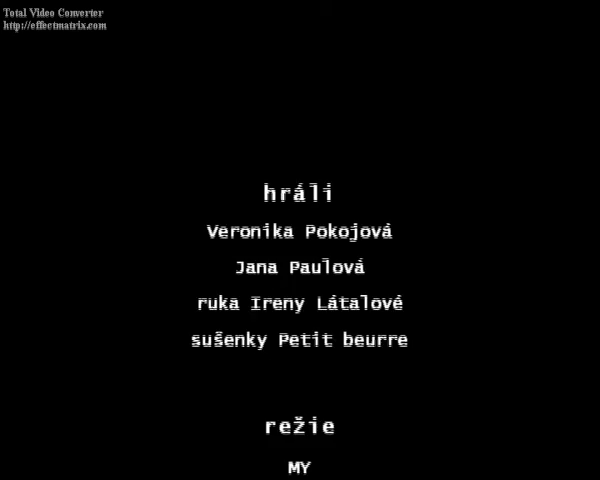 Total Video Converter
http://effectmatrix.com
hráli
Veronika Pokojová
Jana Paulová
ruka Ireny Látalové
sušenky Petit beurre
režie
MY